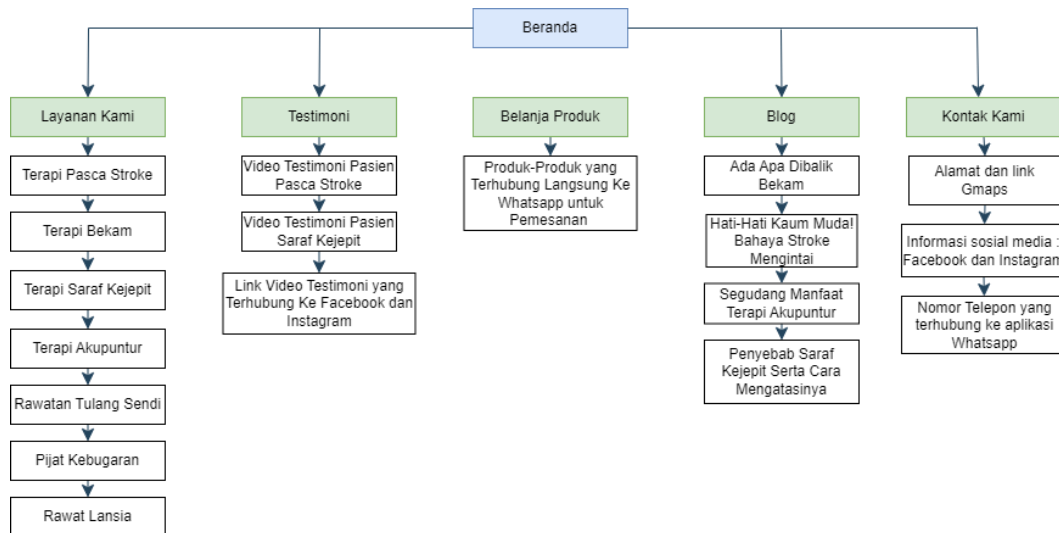 Beranda
Layanan Kami
Testimoni
Belanja Produk
Blog
Kontak Kami
Terapi Pasca Stroke
Terapi Bekam
Terapi Saraf Kejepit
Terapi Akupuntur
Rawatan Tulang Sendi
Pijat Kebugaran
Rawat Lansia
Video Testimoni Pasien
Pasca Stroke
Video Testimoni Pasien
Saraf Kejepit
Link Video Testimoni yang
Terhubung Ke Facebook dan
Instagram
Produk-Produk yang
Terhubung Langsung Ke
Whatsapp untuk
Pemesanan
Ada Apa Dibalik
Bekam
Hati-Hati Kaum Muda!
Bahaya Stroke
Mengintai
Segudang Manfaat
Terapi Akupuntur
Penyebab Saraf
Kejepit Serta Cara
Mengatasinya
Alamat dan link
Gmaps
Informasi sosial media :
Facebook dan Instagram
Nomor Telepon yang
terhubung ke aplikasi
Whatsapp